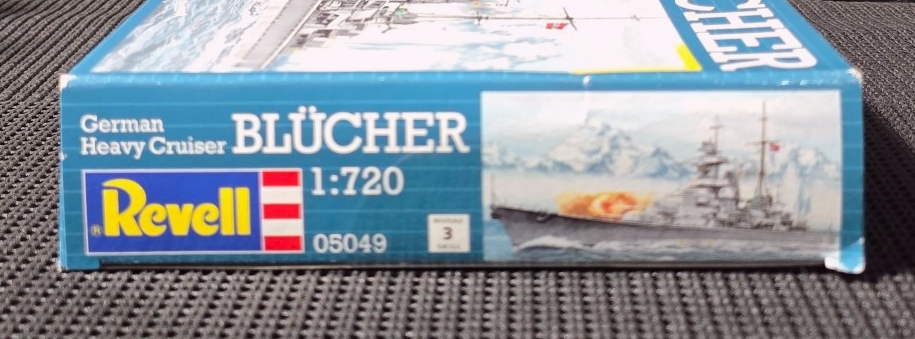 CHER
German
Heavy Cruiser BLÜCHER
1:720
® Revell
05049
3